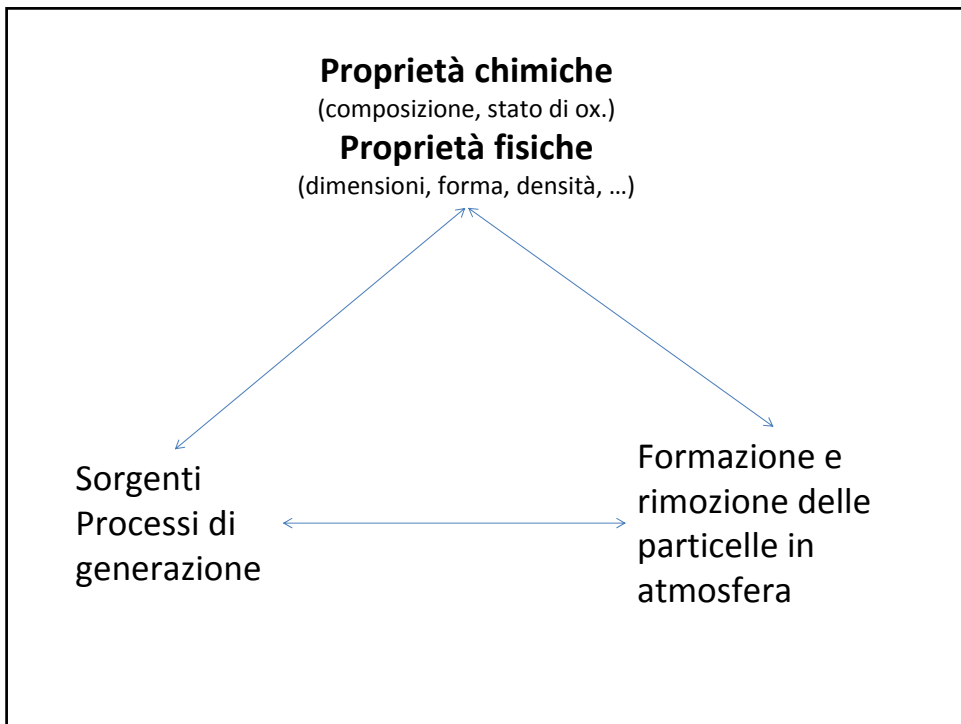 Proprietà chimiche
(composizione, stato di ox.)
Proprietà fisiche
(dimensioni, forma, densità, …)
Sorgenti
Processi di
generazione
Formazione e
rimozione delle
particelle in
atmosfera